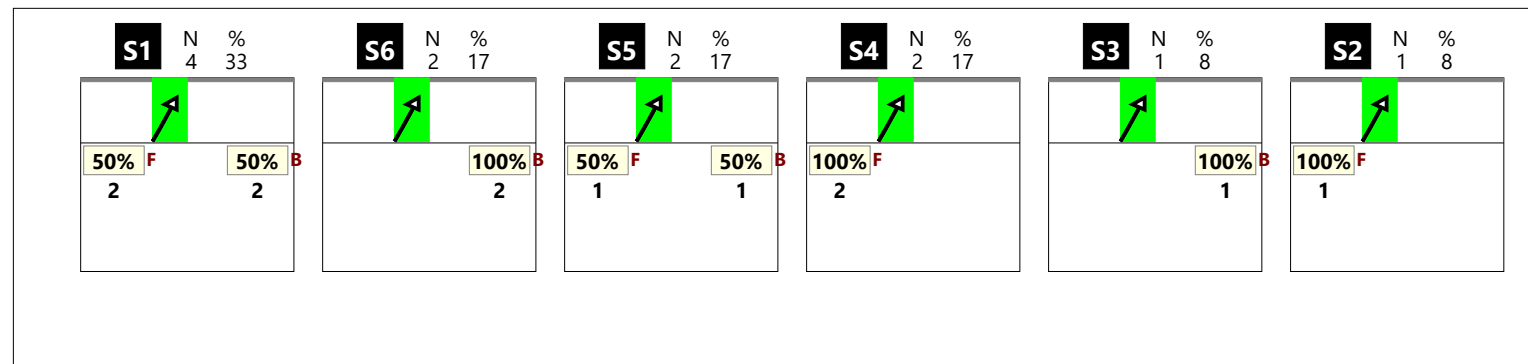 S1 N % S6 N % S5 N % S4 N % S3 N % S2 N %
4 33 2 17 2 17 2 17 1 8 1 8
50% F 50% B 100% B 50% F 50% B 100% F 100% B 100% F
2 2 2 1 1 2 1 1